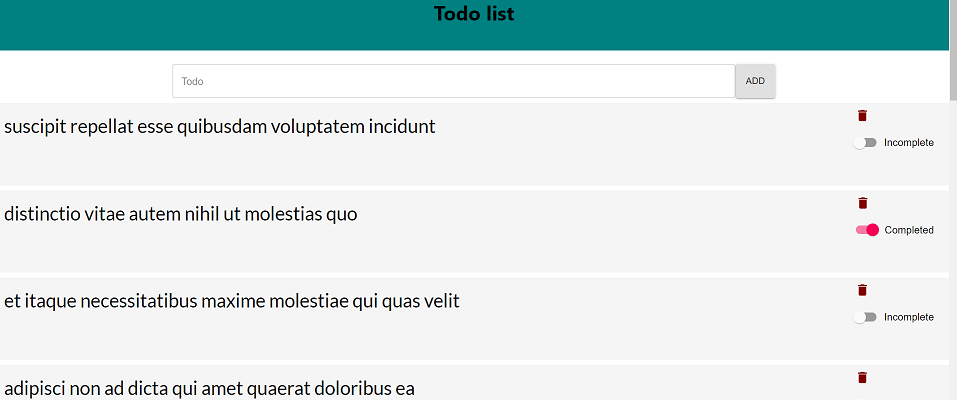 Todo list
Todo
ADD
suscipit repellat esse quibusdam voluptatem incidunt
Incomplete
distinctio vitae autem nihil ut molestias quo
Completed
et itaque necessitatibus maxime molestiae qui quas velit
Incomplete
adipisci non ad dicta qui amet quaerat doloribus ea